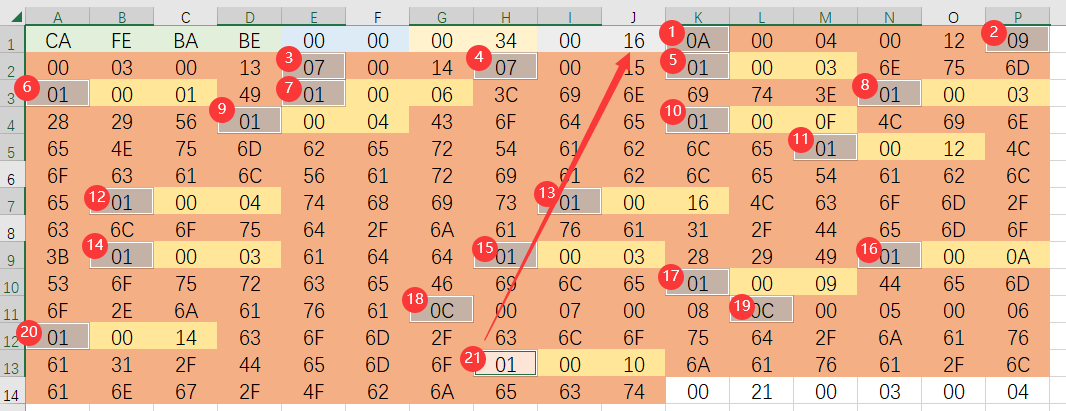 A B C D E F G H I J K L M N O P
1 CA FE BA BE 00 00 00 34 00 16 1 0A 00 04 00 12 2 09
2 00 03 00 13 3 07 00 14 4 07 00 15 5 01 00 03 6E 75 6D
3 6 01 00 01 49 7 01 00 06 3C 69 6E 69 74 3E 8 01 00 03
4 28 29 56 9 01 00 04 43 6F 64 65 10 01 00 0F 4C 69 6E
5 65 4E 75 6D 62 65 72 54 61 62 6C 65 11 01 00 12 4C
6 6F 63 61 6C 56 61 72 69 61 62 6C 65 54 61 62 6C
7 65 12 01 00 04 74 68 69 73 13 01 00 16 4C 63 6F 6D 2F
8 63 6C 6F 75 64 2F 6A 61 76 61 31 2F 44 65 6D 6F
9 3B 14 01 00 03 61 64 64 15 01 00 03 28 29 49 16 01 00 0A
10 53 6F 75 72 63 65 46 69 6C 65 17 01 00 09 44 65 6D
11 6F 2E 6A 61 76 61 18 0C 00 07 00 08 19 0C 00 05 00 06
12 20 01 00 14 63 6F 6D 2F 63 6C 6F 75 64 2F 6A 61 76
13 61 31 2F 44 65 6D 6F 21 01 00 10 6A 61 76 61 2F 6C
14 61 6E 67 2F 4F 62 6A 65 63 74 00 21 00 03 00 04